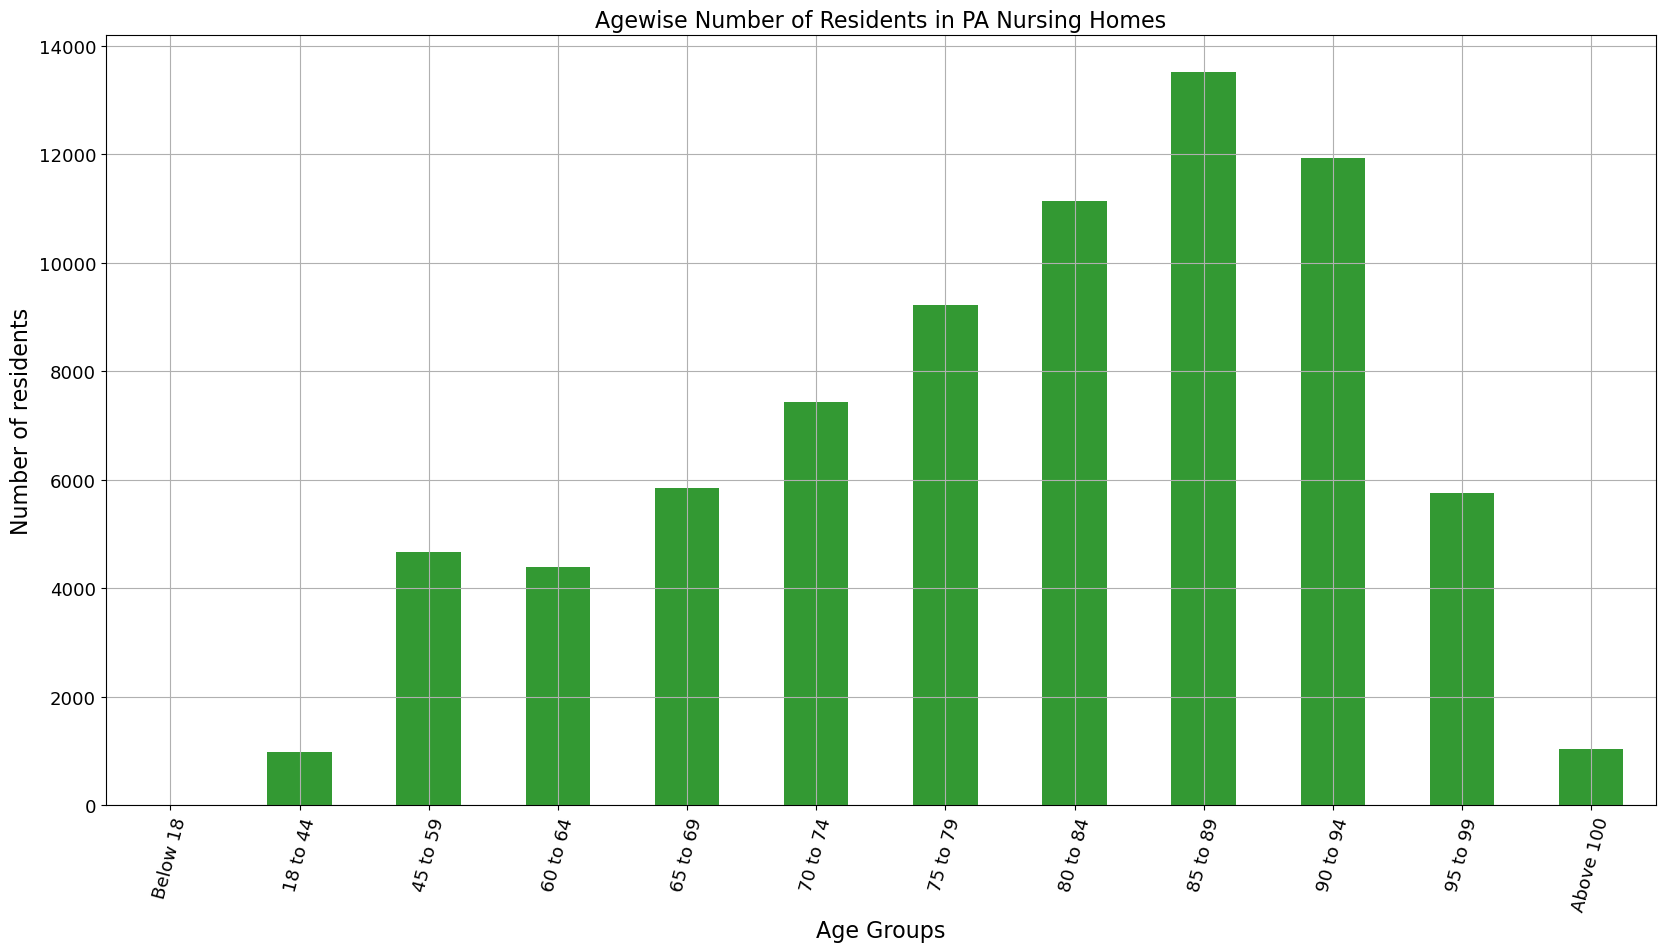 Agewise Number of Residents in PA Nursing Homes
14000
12000
10000
8000
6000
4000
2000
0
Number of residents
Below 18
18 to 44
45 to 59
60 to 64
65 to 69
70 to 74
75 to 79
80 to 84
85 to 89
90 to 94
95 to 99
Above 100
Age Groups